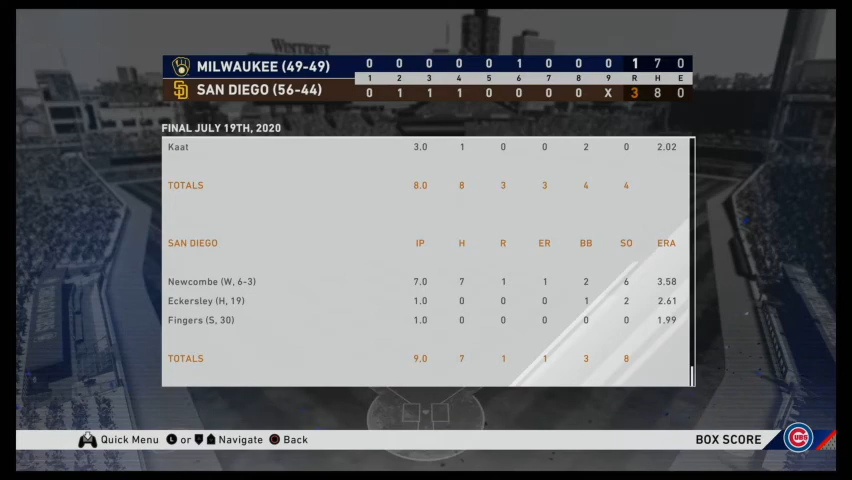 MILWAUKEE (49-49) 0 0 0 0 0 1 0 0 0 1 7 0
1 2 3 4 5 6 7 8 9 R H E
SAN DIEGO (56-44) 0 1 1 1 0 0 0 0 X 3 8 0
FINAL JULY 19TH, 2020
Kaat 3.0 1 0 0 2 0 2.02
TOTALS 8.0 8 3 3 4 4
SAN DIEGO IP H R ER BB SO ERA
Newcombe (W, 6-3) 7.0 7 1 1 2 6 3.58
Eckersley (H, 19) 1.0 0 0 0 1 2 2.61
Fingers (S, 30) 1.0 0 0 0 0 0 1.99
TOTALS 9.0 7 1 1 3 8
Quick Menu L or Navigate Back
BOX SCORE CUBS